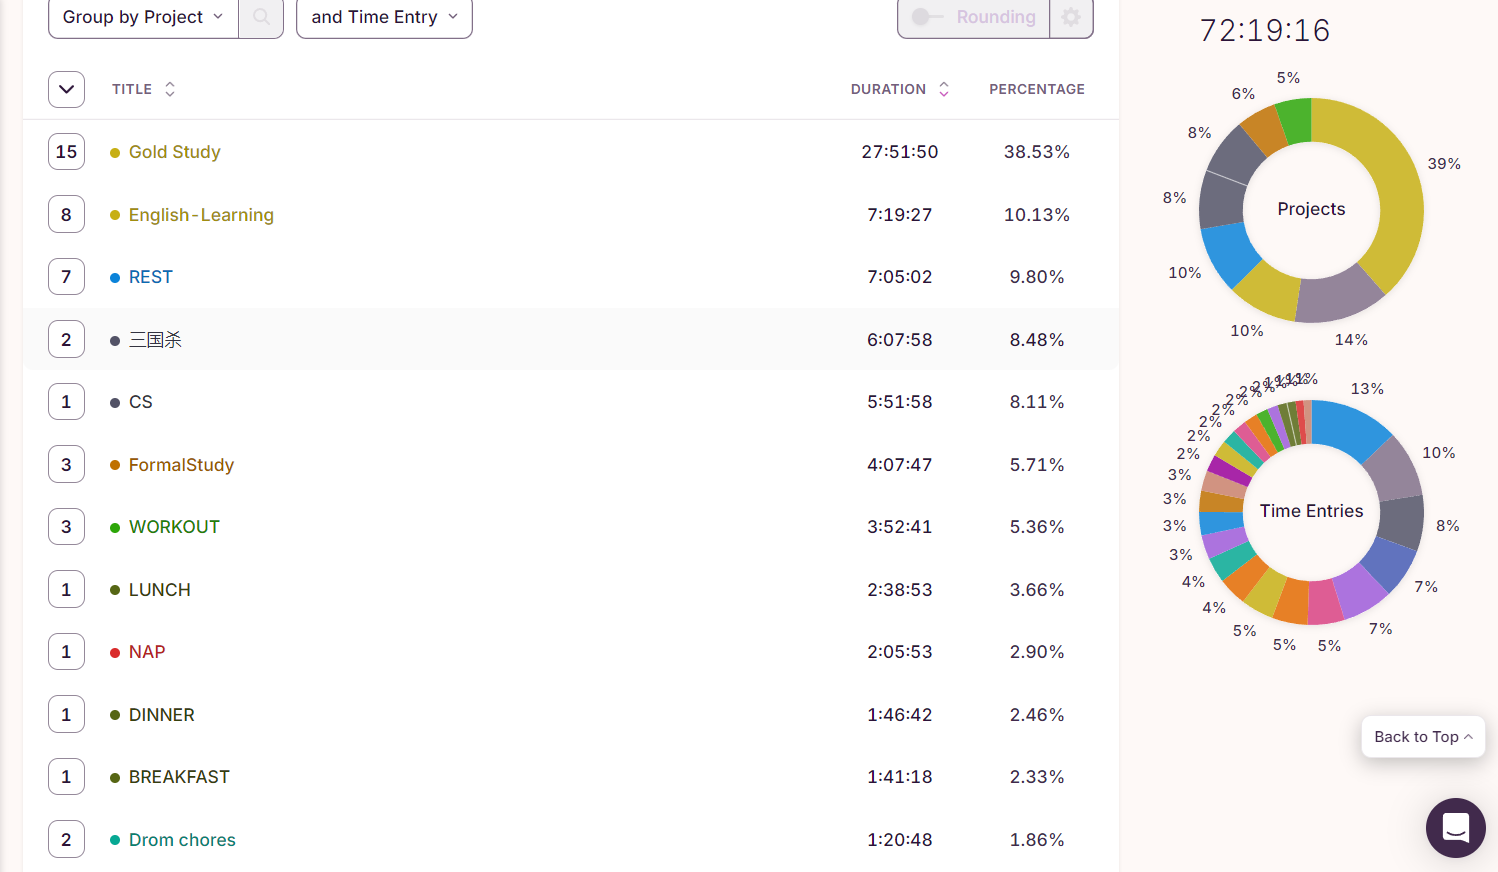 Group by Project
and Time Entry
Rounding
TITLE DURATION PERCENTAGE
15 Gold Study 27:51:50 38.53%
8 English-Learning 7:19:27 10.13%
7 REST 7:05:02 9.80%
2 三国杀 6:07:58 8.48%
1 CS 5:51:58 8.11%
3 FormalStudy 4:07:47 5.71%
3 WORKOUT 3:52:41 5.36%
1 LUNCH 2:38:53 3.66%
1 NAP 2:05:53 2.90%
1 DINNER 1:46:42 2.46%
1 BREAKFAST 1:41:18 2.33%
2 Drom chores 1:20:48 1.86%
72:19:16
5%
6%
8%
39%
8%
Projects
10%
10%
14%
13%
10%
8%
7%
7%
5%
5%
5%
4%
4%
3%
3%
3%
3%
2%
2%
2%
2%
2%
2%
2%
1%
Time Entries
Back to Top